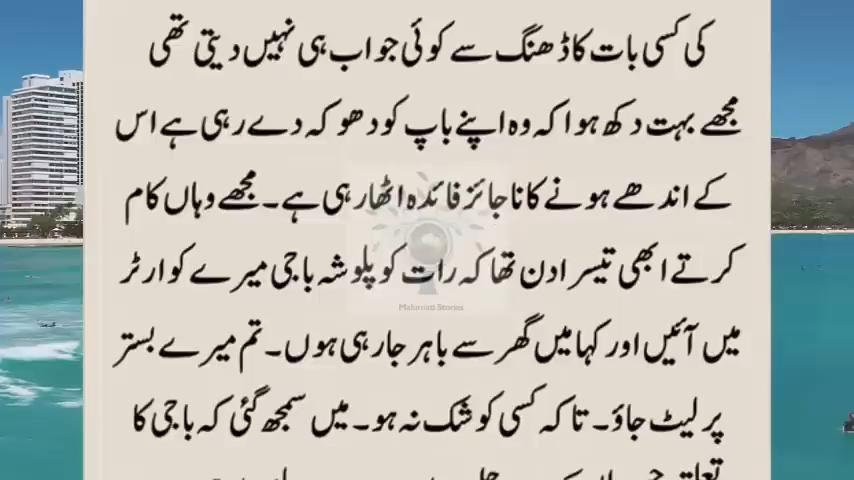 کی کسی بات کا ڈھنگ سے کوئی جواب ہی نہیں دیتی تھی
مجھے بہت دکھ ہوا کہ وہ اپنے باپ کو دھوکہ دے رہی ہے اس
کے اندھے ہونے کا ناجائز فائدہ اٹھا رہی ہے۔ مجھے وہاں کام
کرتے ابھی تیسرا دن تھا کہ رات کو پلوشہ باجی میرے کوارٹر
Malumati Stories
میں آئیں اور کہا میں گھر سے باہر جا رہی ہوں۔ تم میرے بستر
پر لیٹ جاؤ۔ تاکہ کسی کو شک نہ ہو۔ میں سمجھ گئی کہ باجی کا